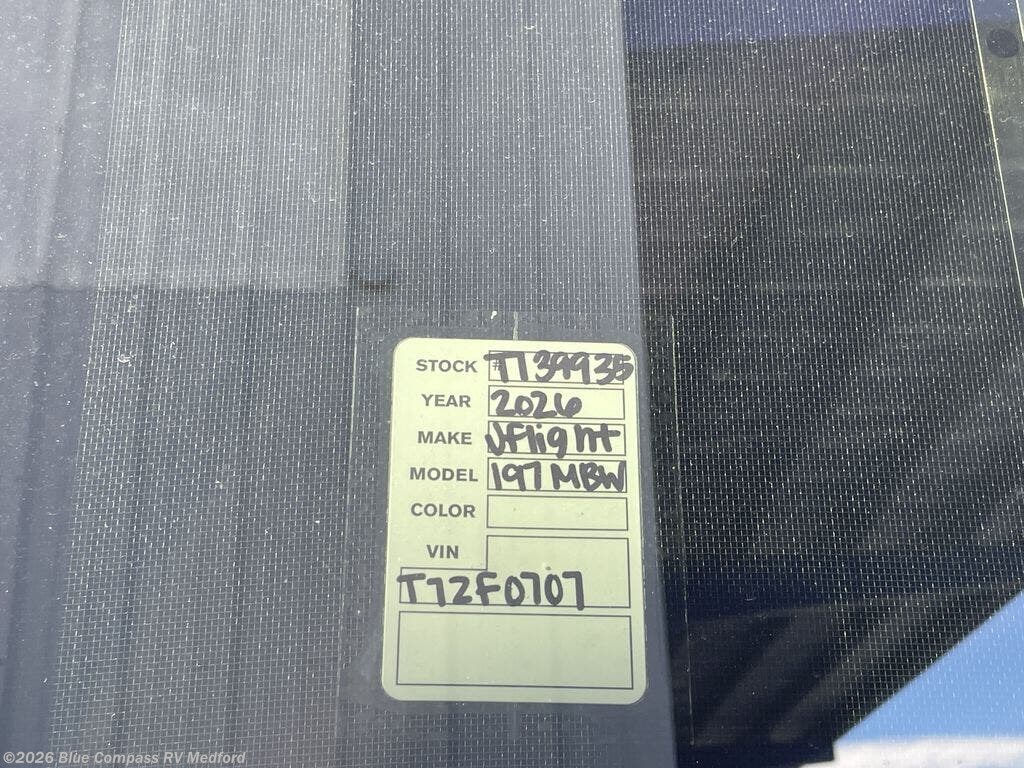 STOCK # TT39935
YEAR 2026
MAKE Jflight
MODEL 197MBW
COLOR
VIN
T72F0707
©2026 Blue Compass RV Medford